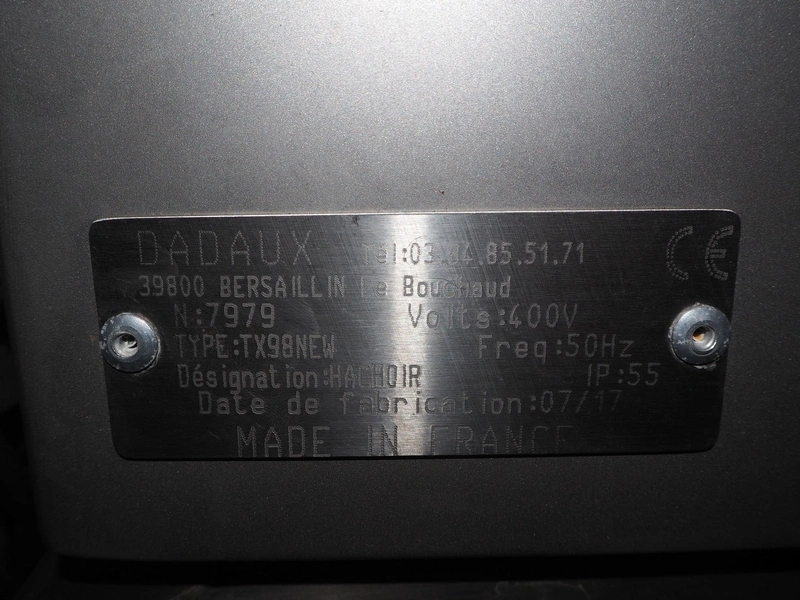 DADAUX Tél:03.84.85.51.71 CE
39800 BERSAILLIN Le Bouchaud
N:7979 Volts:400V
TYPE:TX98NEW Freq:50Hz
Désignation:HACHOIR IP:55
Date de fabrication:07/17
MADE IN FRANCE